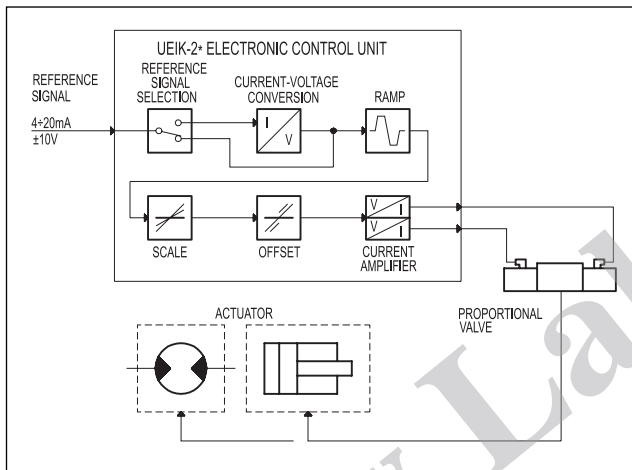 UEIK-2* ELECTRONIC CONTROL UNIT
REFERENCE
SIGNAL
4÷20mA
±10V
REFERENCE
SIGNAL
SELECTION
CURRENT-VOLTAGE
CONVERSION
I
V
RAMP
SCALE
OFFSET
V
I
V
I
CURRENT
AMPLIFIER
PROPORTIONAL
VALVE
ACTUATOR